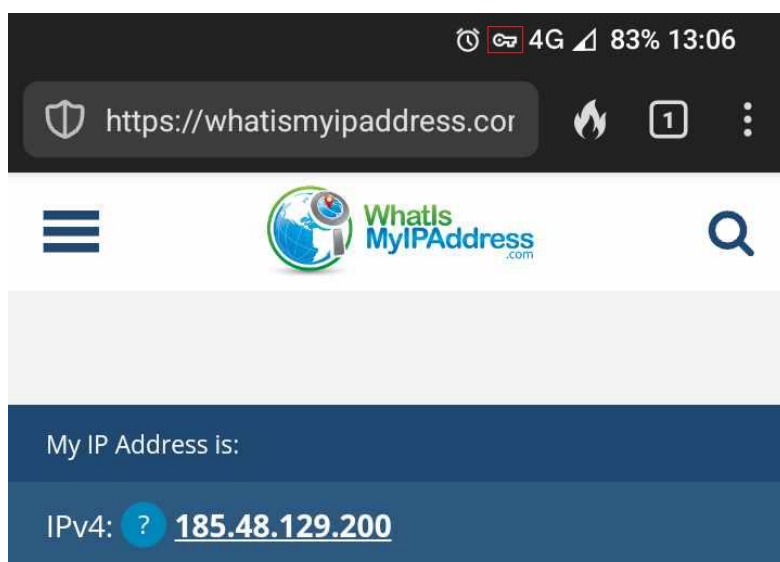 4G 83% 13:06
https://whatismyipaddress.cor
1
WhatIs
MyIPAddress
.com
My IP Address is:
IPv4: ? 185.48.129.200